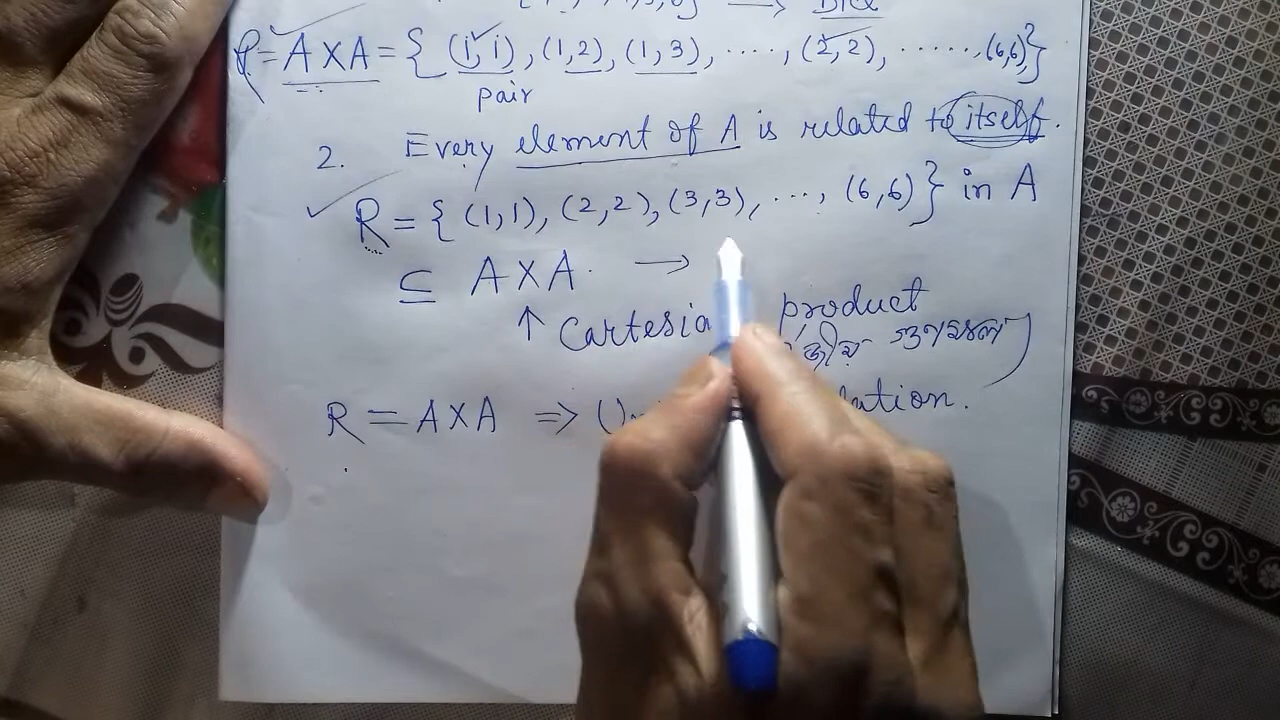 R = A X A = { (1, 1), (1, 2), (1, 3), ....., (2, 2), ......, (6,6)}
pair
2. Every element of A is related to itself.
R = { (1, 1), (2, 2), (3, 3), ..., (6, 6) } in A
⊆ A X A. →
↑ Cartesia product
R = A X A ⇒